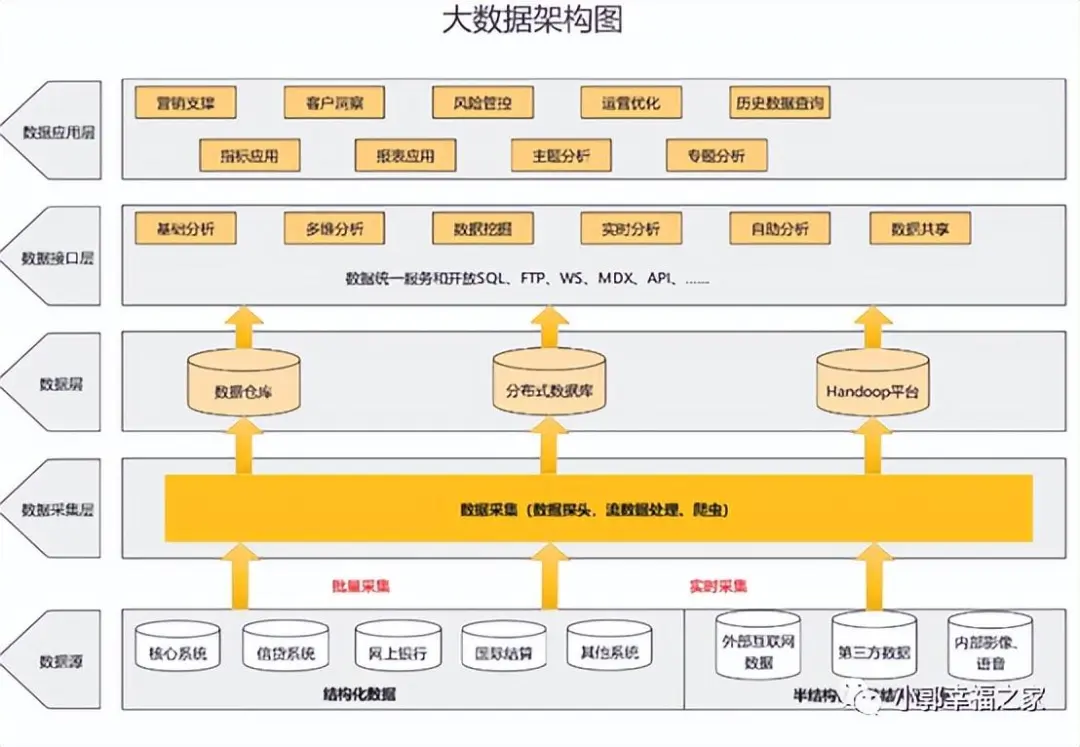 大数据架构图
数据应用层
营销支撑 客户洞察 风险管控 运营优化 历史数据查询
指标应用 报表应用 主题分析 专题分析
数据接口层
基础分析 多维分析 数据挖掘 实时分析 自助分析 数据共享
数据统一服务和开放SQL、FTP、WS、MDX、API、......
数据层
数据仓库 分布式数据库 Handoop平台
数据采集层
数据采集（数据探头、流数据处理、爬虫）
批量采集 实时采集
数据源
核心系统 信贷系统 网上银行 国际结算 其他系统
外部互联网
数据
第三方数据
内部影像、
语音
结构化数据
半结构
小郭幸福之家